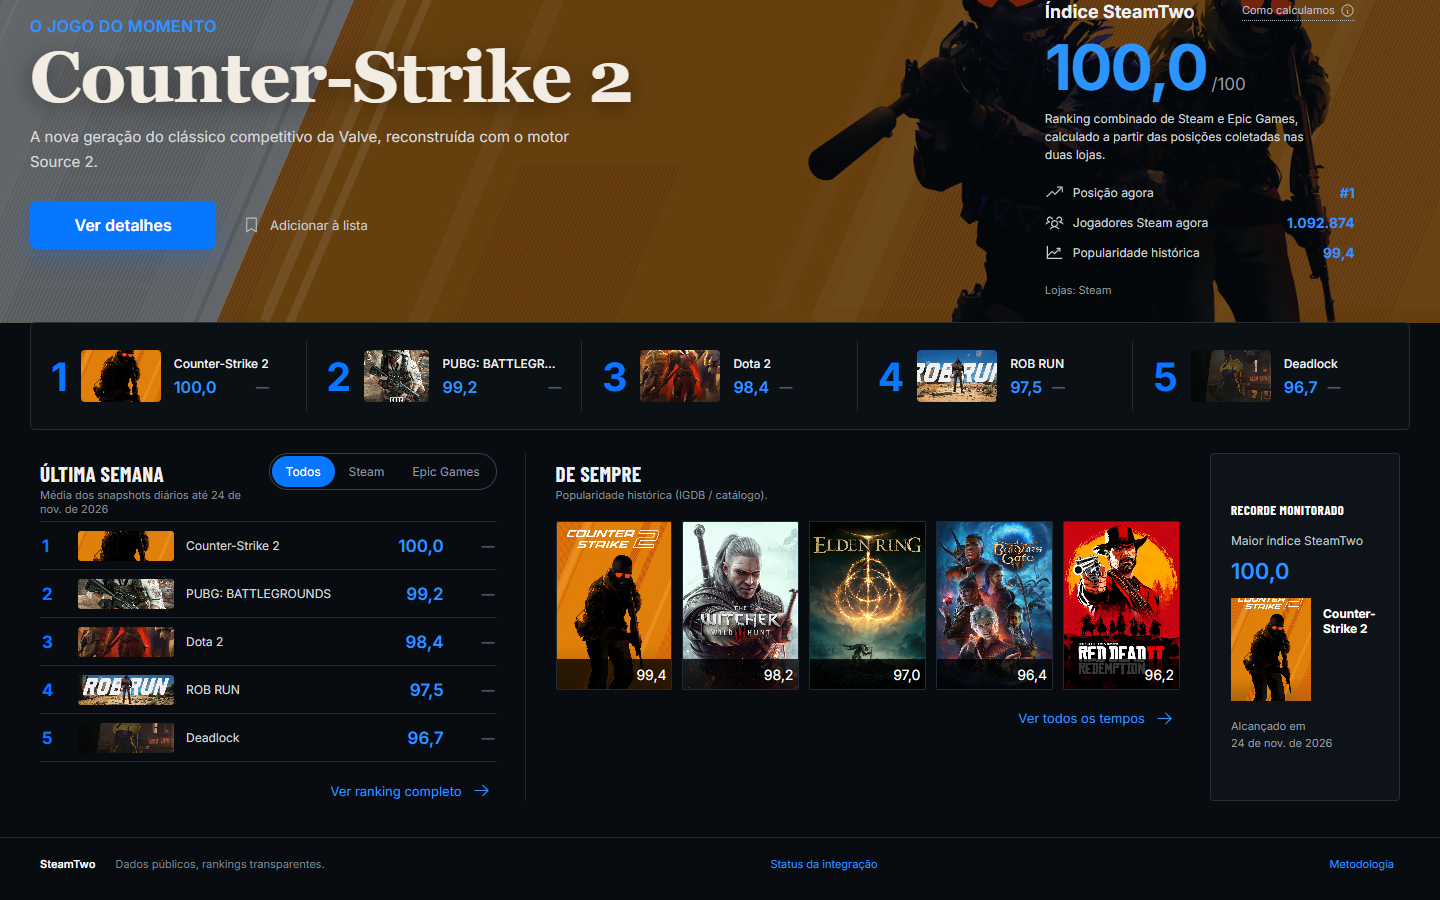 O JOGO DO MOMENTO
Counter-Strike 2
A nova geração do clássico competitivo da Valve, reconstruída com o motor
Source 2.
Ver detalhes
Adicionar à lista
Índice SteamTwo
Como calculamos
100,0 /100
Ranking combinado de Steam e Epic Games,
calculado a partir das posições coletadas nas
duas lojas.
Posição agora #1
Jogadores Steam agora 1.092.874
Popularidade histórica 99,4
Lojas: Steam
1 Counter-Strike 2
100,0 —
2 PUBG: BATTLEGR...
99,2 —
3 Dota 2
98,4 —
4 ROB RUN
ROB RUN
97,5 —
5 Deadlock
96,7 —
ÚLTIMA SEMANA
Todos Steam Epic Games
Média dos snapshots diários até 24 de
nov. de 2026
1 Counter-Strike 2 100,0 —
2 PUBG: BATTLEGROUNDS 99,2 —
3 Dota 2 98,4 —
4 ROB RUN ROB RUN 97,5 —
5 Deadlock 96,7 —
Ver ranking completo
DE SEMPRE
Popularidade histórica (IGDB / catálogo).
COUNTER
STRIKE 2
99,4
THE
WITCHER
WILD HUNT
98,2
ELDEN RING
97,0
Baldur's
Gate
96,4
RED DEAD II
REDEMPTION
96,2
Ver todos os tempos
RECORDE MONITORADO
Maior índice SteamTwo
100,0
COUNTER
STRIKE 2
Counter-
Strike 2
Alcançado em
24 de nov. de 2026
SteamTwo
Dados públicos, rankings transparentes.
Status da integração
Metodologia